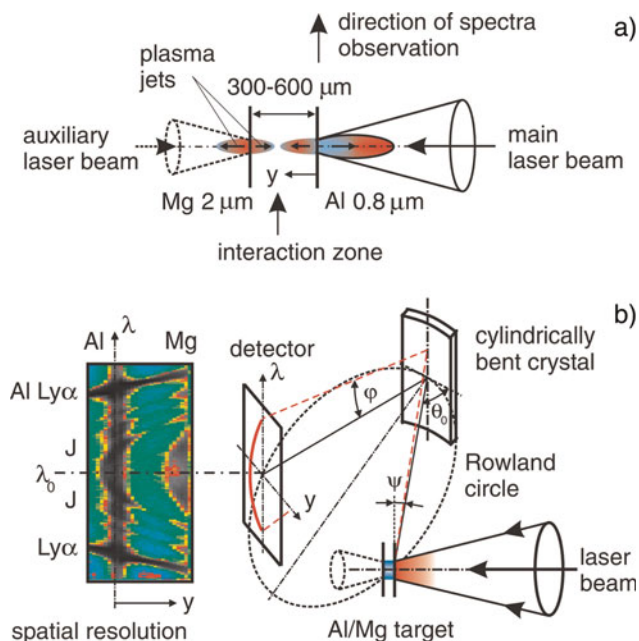 direction of spectra
observation
a)
plasma
jets
300-600 μm
auxiliary
laser beam
main
laser beam
y
Mg 2 μm
Al 0.8 μm
interaction zone
b)
Al
λ
Mg
detector
λ
cylindrically
bent crystal
Al Lyα
φ
θ₀
J
λ₀
J
Rowland
circle
ψ
y
Lyα
laser
beam
y
spatial resolution
Al/Mg target